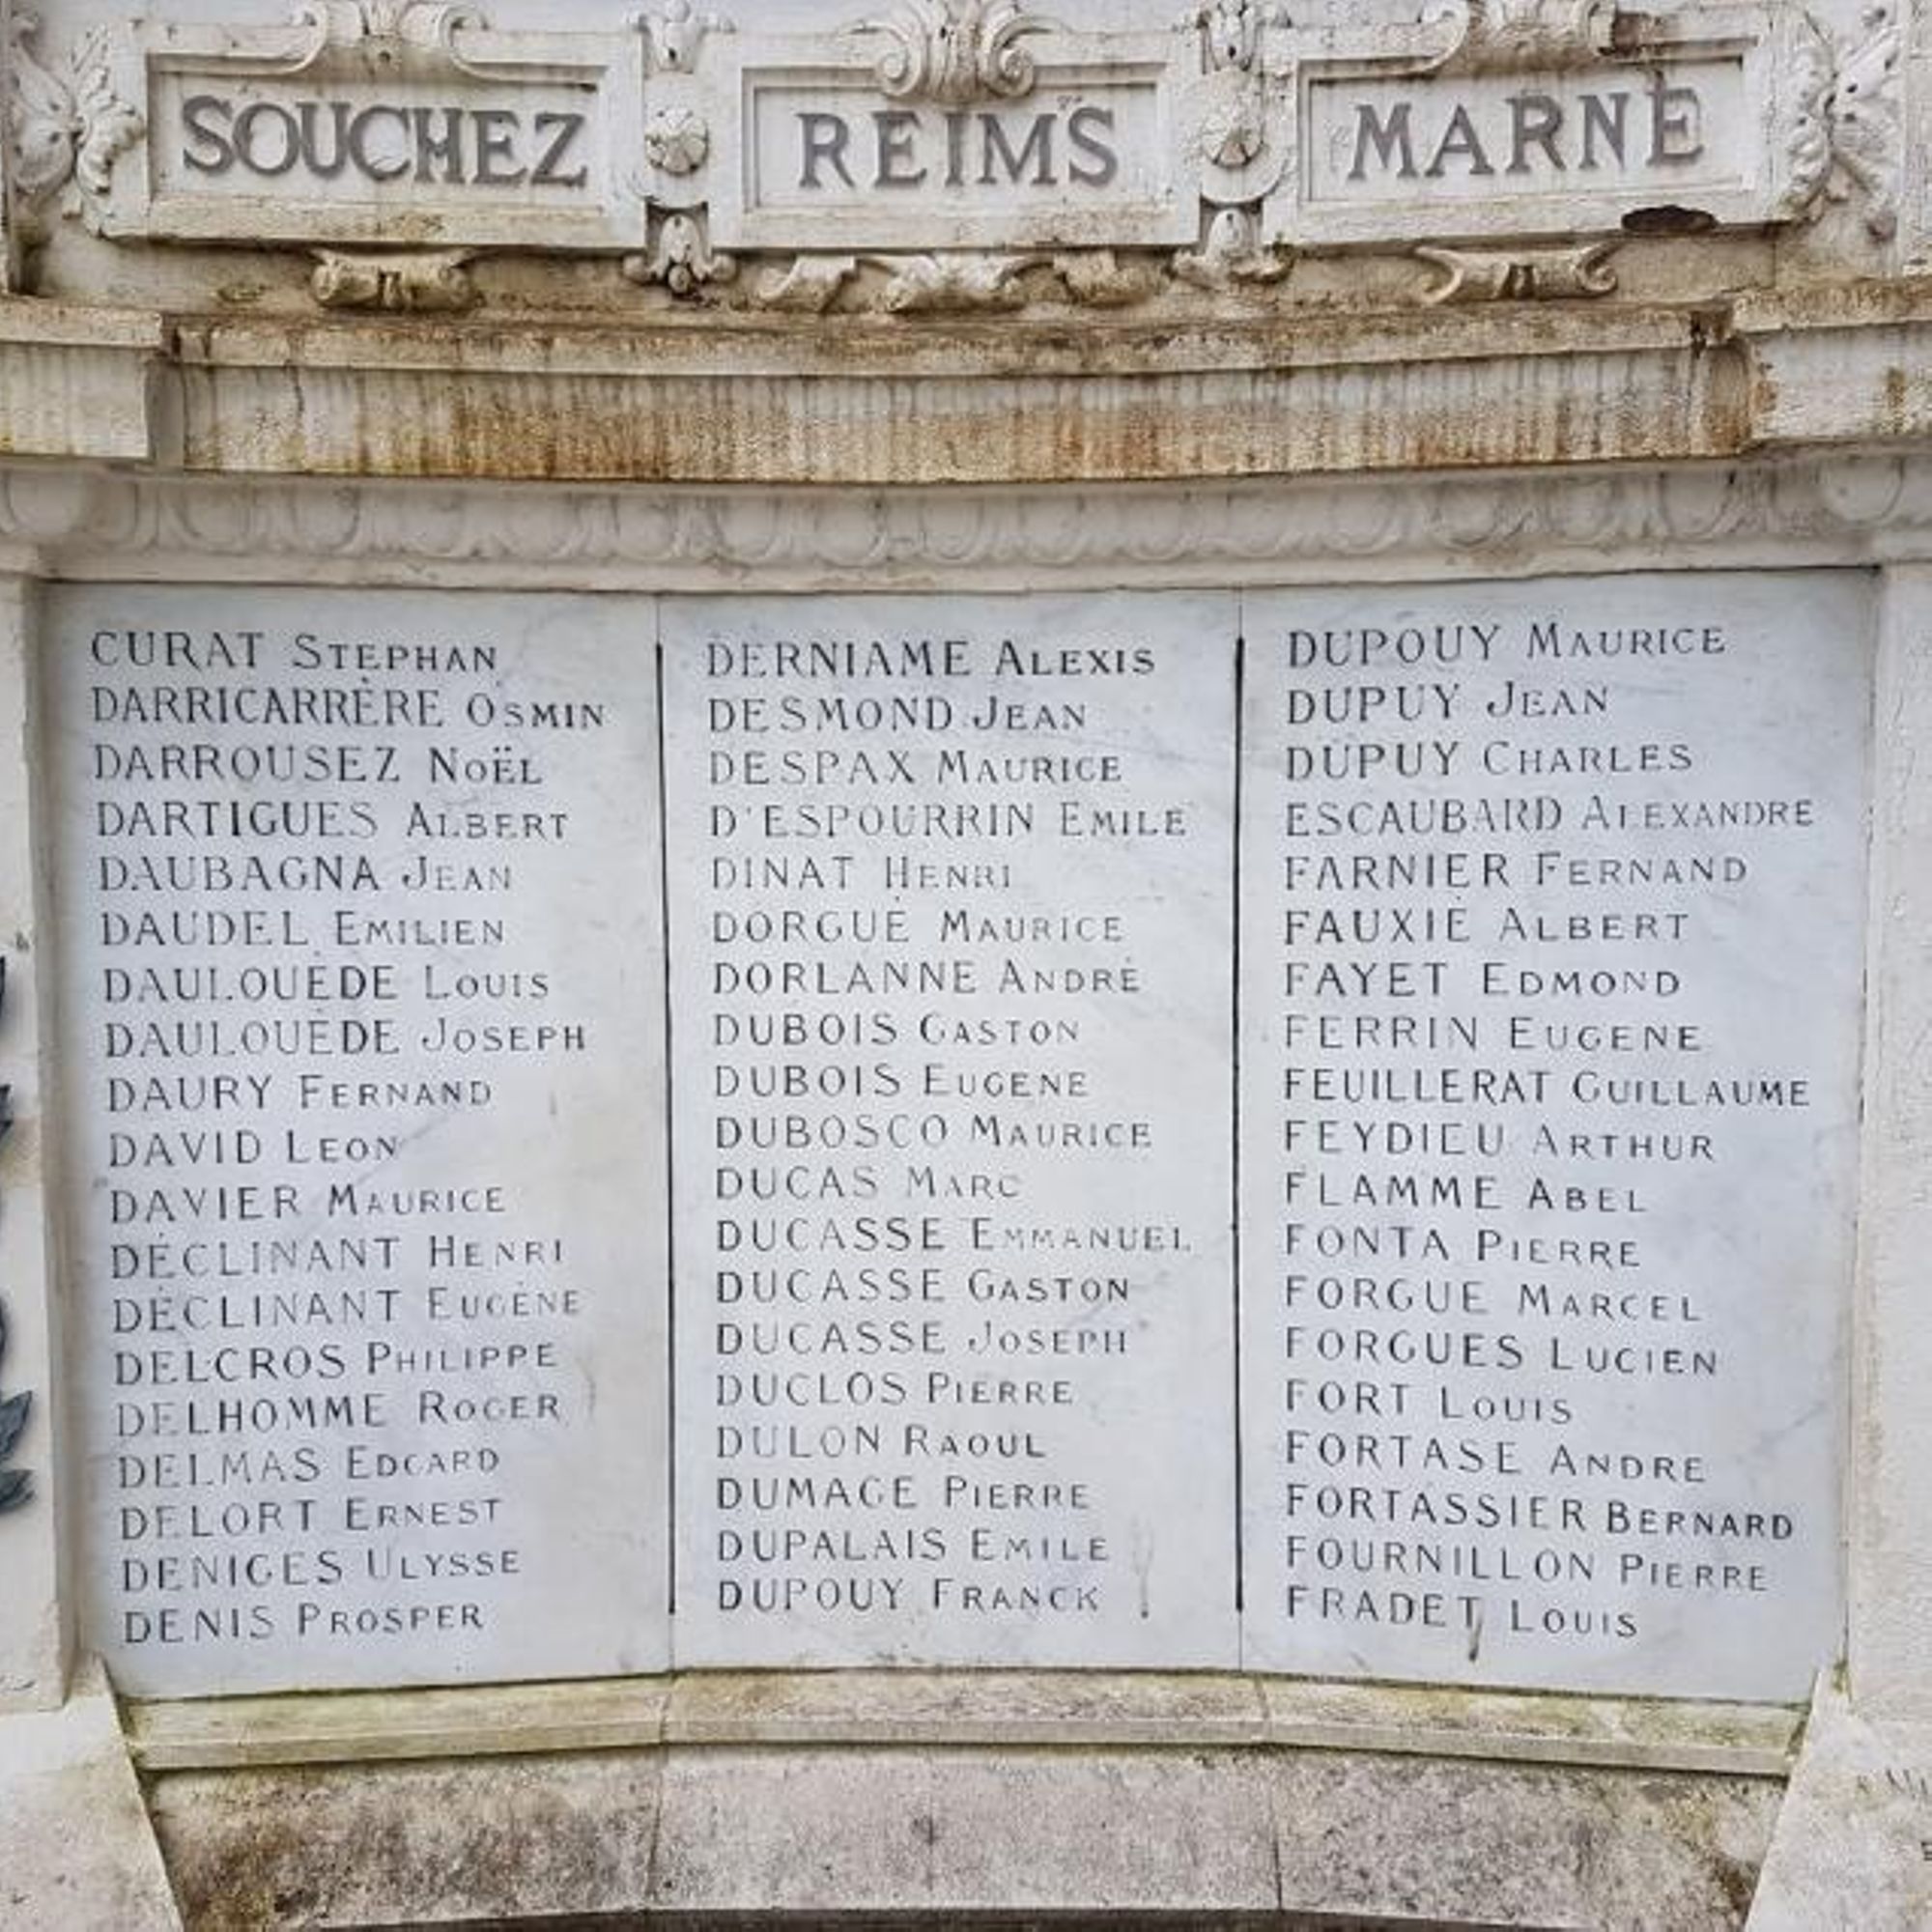 SOUCHEZ
REIMS
MARNE
CURAT STEPHAN
DARRICARRÈRE OSMIN
DARROUSEZ NOËL
DARTIGUES ALBERT
DAUBAGNA JEAN
DAUDEL EMILIEN
DAULOUÈDE LOUIS
DAULOUÈDE JOSEPH
DAURY FERNAND
DAVID LEON
DAVIER MAURICE
DÉCLINANT HENRI
DÉCLINANT EUGÈNE
DELCROS PHILIPPE
DELHOMME ROGER
DELMAS EDGARD
DELORT ERNEST
DENIGES ULYSSE
DENIS PROSPER
DERNIAME ALEXIS
DESMOND JEAN
DESPAX MAURICE
D'ESPOURRIN EMILE
DINAT HENRI
DORGUÉ MAURICE
DORLANNE ANDRÉ
DUBOIS GASTON
DUBOIS EUGENE
DUBOSCO MAURICE
DUCAS MARC
DUCASSE EMMANUEL
DUCASSE GASTON
DUCASSE JOSEPH
DUCLOS PIERRE
DULON RAOUL
DUMAGE PIERRE
DUPALAIS EMILE
DUPOUY FRANCK
DUPOUY MAURICE
DUPUY JEAN
DUPUY CHARLES
ESCAUBARD ALEXANDRE
FARNIER FERNAND
FAUXIÉ ALBERT
FAYET EDMOND
FERRIN EUGENE
FEUILLERAT GUILLAUME
FEYDIEU ARTHUR
FLAMME ABEL
FONTA PIERRE
FORGUE MARCEL
FORGUES LUCIEN
FORT LOUIS
FORTASE ANDRE
FORTASSIER BERNARD
FOURNILLON PIERRE
FRADET LOUIS